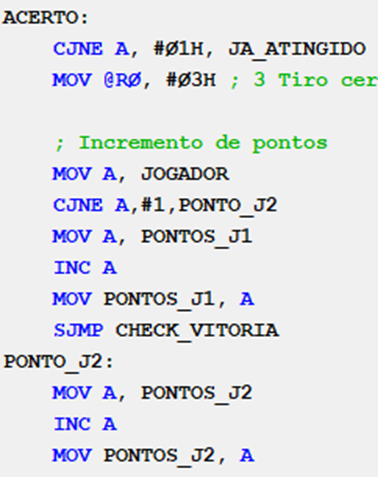 ACERTO:
CJNE A, #Ø1H, JA_ATINGIDO
MOV @RØ, #Ø3H ; 3 Tiro
; Incremento de pontos
MOV A, JOGADOR
CJNE A,#1,PONTO_J2
MOV A, PONTOS_J1
INC A
MOV PONTOS_J1, A
SJMP CHECK_VITORIA
PONTO_J2:
MOV A, PONTOS_J2
INC A
MOV PONTOS_J2, A